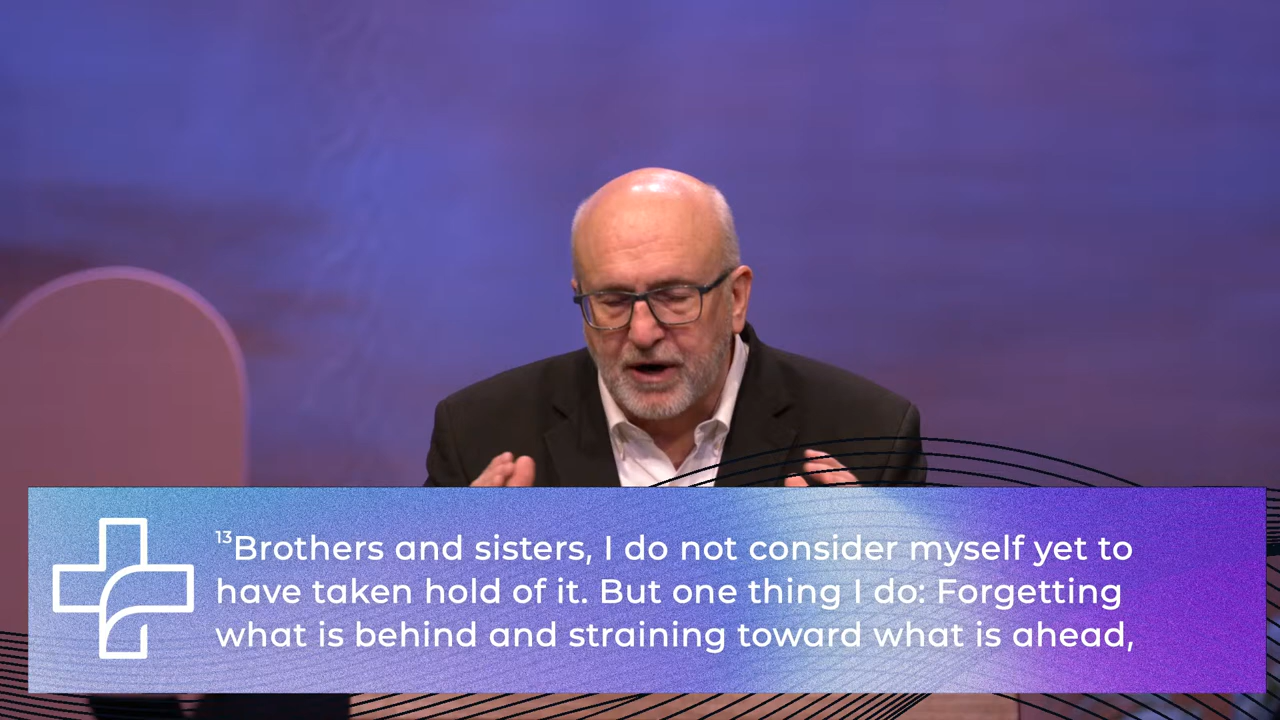 ¹³Brothers and sisters, I do not consider myself yet to
have taken hold of it. But one thing I do: Forgetting
what is behind and straining toward what is ahead,